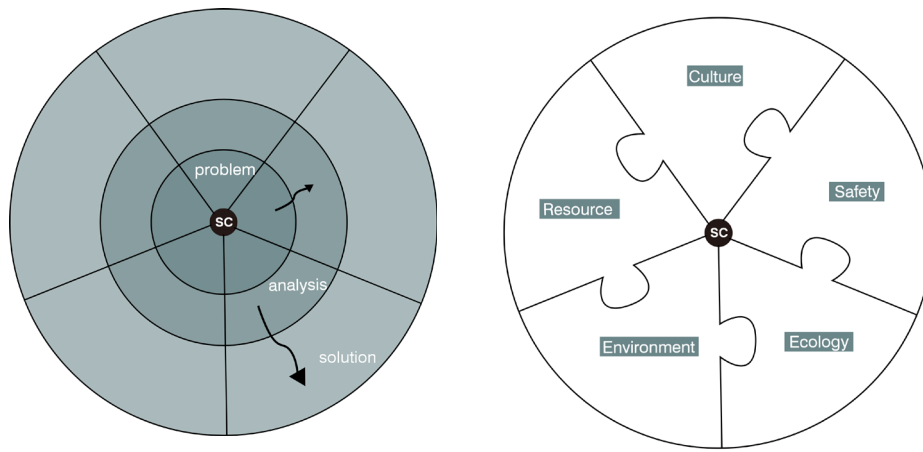 problem
SC
analysis
solution
Culture
Safety
Resource
SC
Environment
Ecology